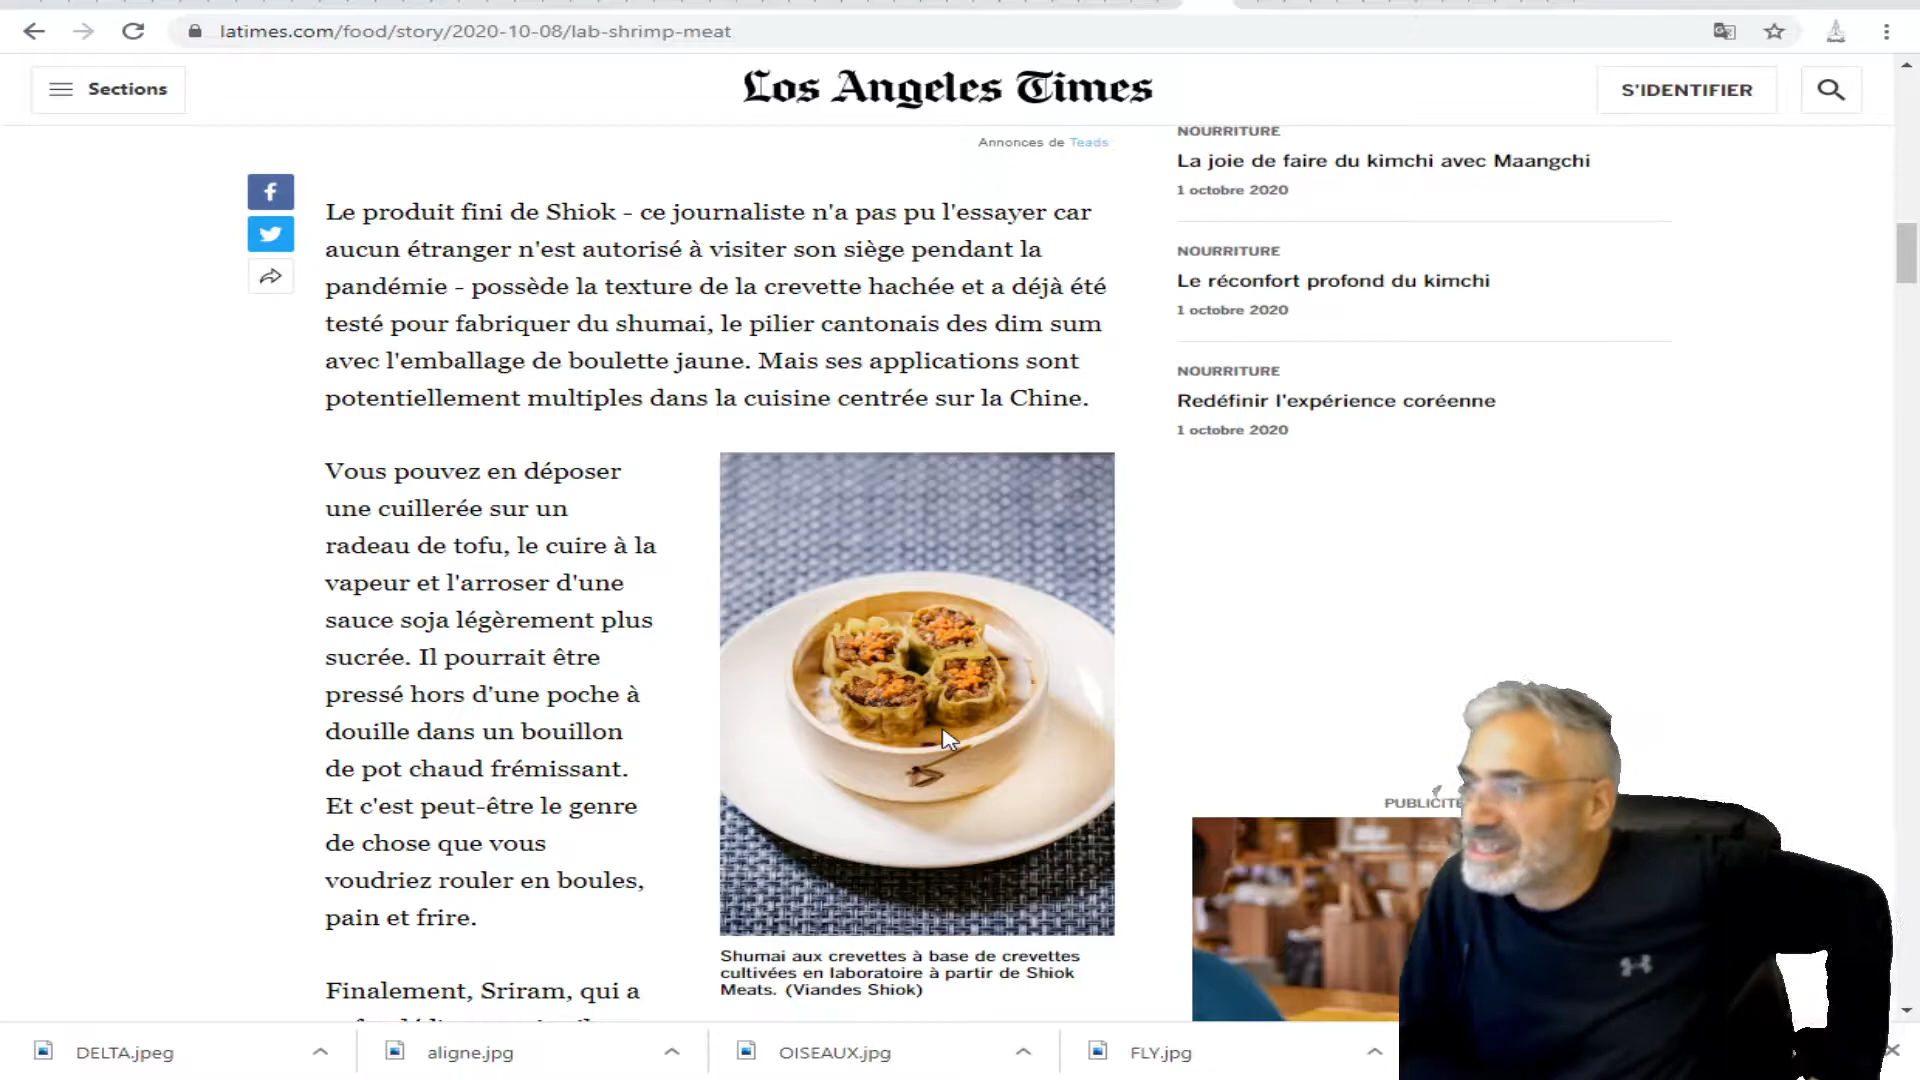 latimes.com/food/story/2020-10-08/lab-shrimp-meat
Sections
Los Angeles Times
S'IDENTIFIER
Annonces de Teads
Le produit fini de Shiok - ce journaliste n'a pas pu l'essayer car
aucun étranger n'est autorisé à visiter son siège pendant la
pandémie - possède la texture de la crevette hachée et a déjà été
testé pour fabriquer du shumai, le pilier cantonais des dim sum
avec l'emballage de boulette jaune. Mais ses applications sont
potentiellement multiples dans la cuisine centrée sur la Chine.
Vous pouvez en déposer
une cuillerée sur un
radeau de tofu, le cuire à la
vapeur et l'arroser d'une
sauce soja légèrement plus
sucrée. Il pourrait être
pressé hors d'une poche à
douille dans un bouillon
de pot chaud frémissant.
Et c'est peut-être le genre
de chose que vous
voudriez rouler en boules,
pain et frire.
Finalement, Sriram, qui a
Shumai aux crevettes à base de crevettes
cultivées en laboratoire à partir de Shiok
Meats. (Viandes Shiok)
NOURRITURE
La joie de faire du kimchi avec Maangchi
1 octobre 2020
NOURRITURE
Le réconfort profond du kimchi
1 octobre 2020
NOURRITURE
Redéfinir l'expérience coréenne
1 octobre 2020
PUBLICITÉ
DELTA.jpeg
aligne.jpg
OISEAUX.jpg
FLY.jpg